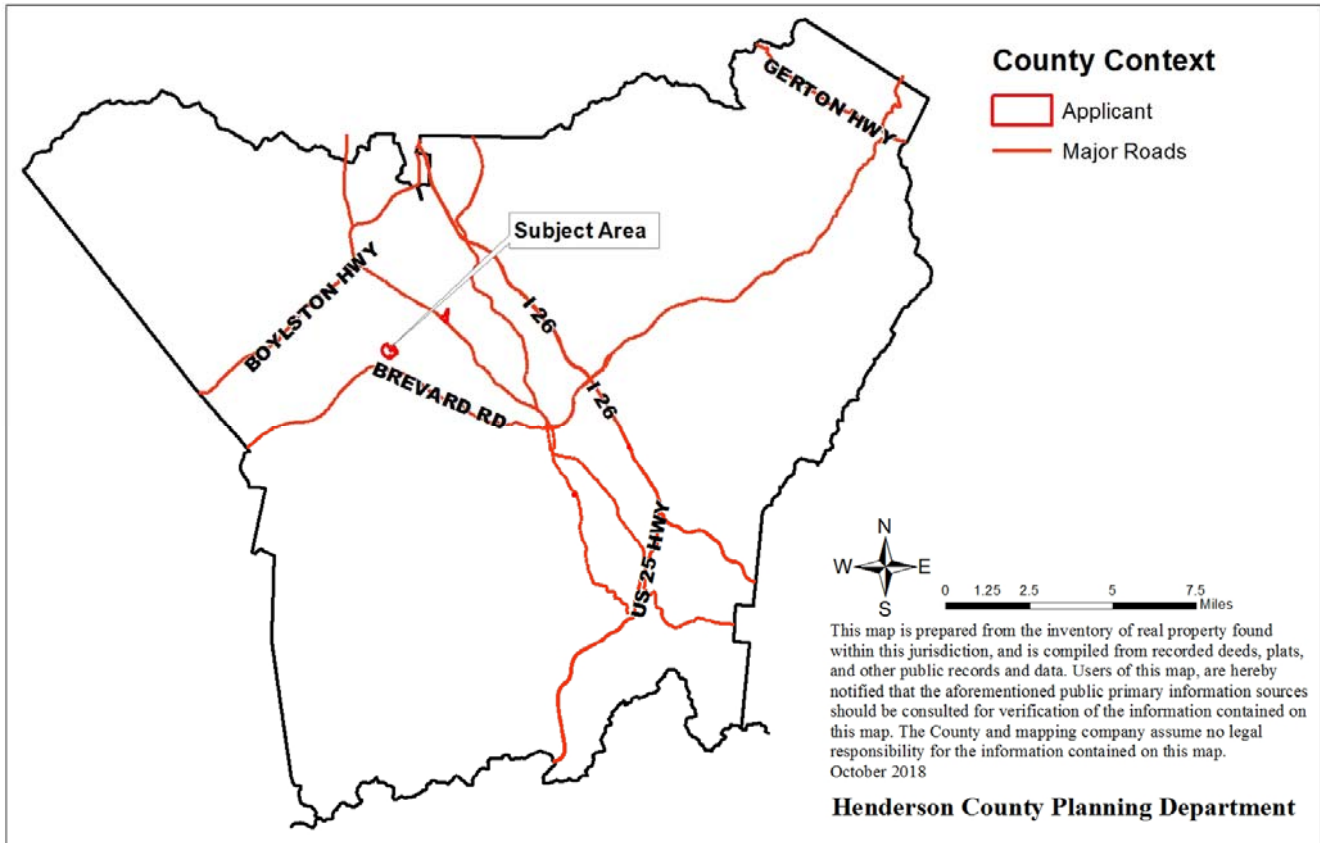 County Context
Applicant
Major Roads
GERTON HWY
Subject Area
BOYLSTON HWY
I 26
BREVARD RD
I 26
US 25 HWY
N
W E
S
0 1.25 2.5 5 7.5
Miles
This map is prepared from the inventory of real property found
within this jurisdiction, and is compiled from recorded deeds, plats,
and other public records and data. Users of this map, are hereby
notified that the aforementioned public primary information sources
should be consulted for verification of the information contained on
this map. The County and mapping company assume no legal
responsibility for the information contained on this map.
October 2018
Henderson County Planning Department